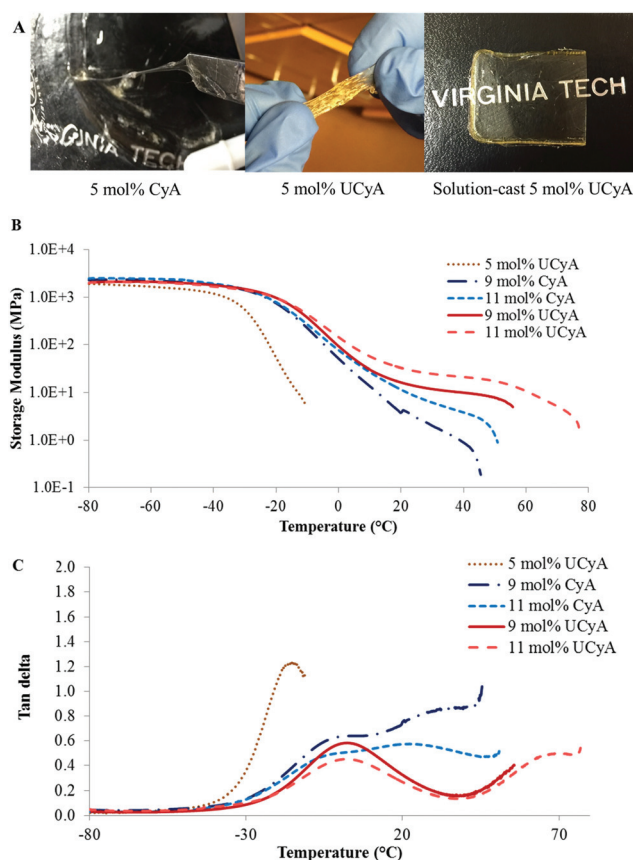 A
VIRGINIA TECH
GINIA TECH
5 mol% CyA
5 mol% UCyA
Solution-cast 5 mol% UCyA
B
1.0E+4
1.0E+3
1.0E+2
1.0E+1
1.0E+0
1.0E-1
Storage Modulus (MPa)
-80
-60
-40
-20
0
20
40
60
80
Temperature (°C)
5 mol% UCyA
9 mol% CyA
11 mol% CyA
9 mol% UCyA
11 mol% UCyA
C
2.0
1.8
1.6
1.4
1.2
1.0
0.8
0.6
0.4
0.2
0.0
Tan delta
-80
-30
20
70
Temperature (°C)
5 mol% UCyA
9 mol% CyA
11 mol% CyA
9 mol% UCyA
11 mol% UCyA